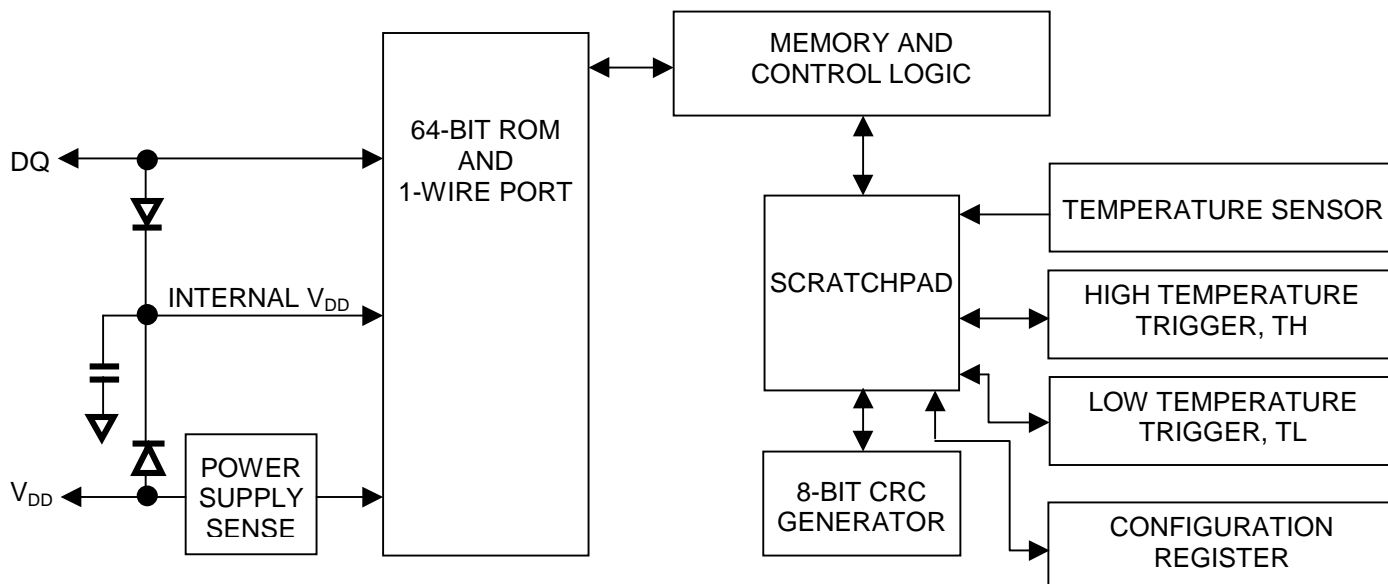 MEMORY AND
CONTROL LOGIC
64-BIT ROM
AND
1-WIRE PORT
DQ
TEMPERATURE SENSOR
SCRATCHPAD
INTERNAL VDD
HIGH TEMPERATURE
TRIGGER, TH
LOW TEMPERATURE
TRIGGER, TL
POWER
SUPPLY
SENSE
VDD
8-BIT CRC
GENERATOR
CONFIGURATION
REGISTER